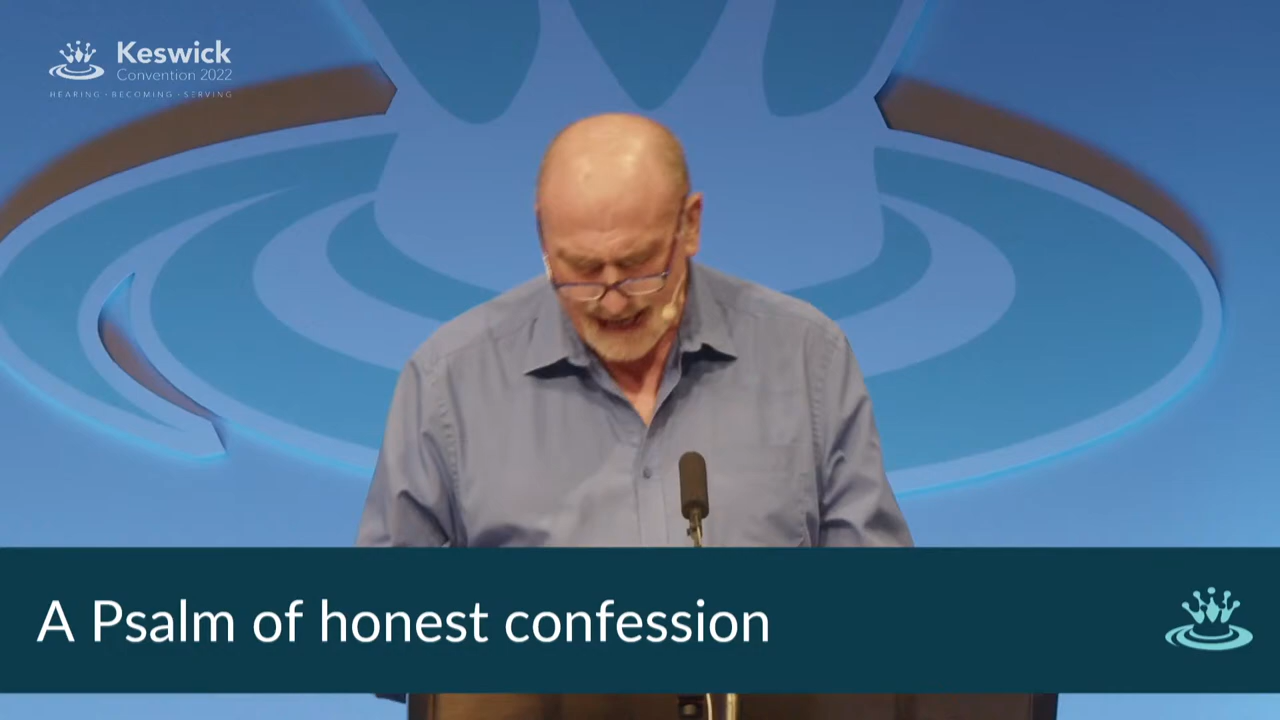 Keswick
Convention 2022
HEARING · BECOMING · SERVING
A Psalm of honest confession